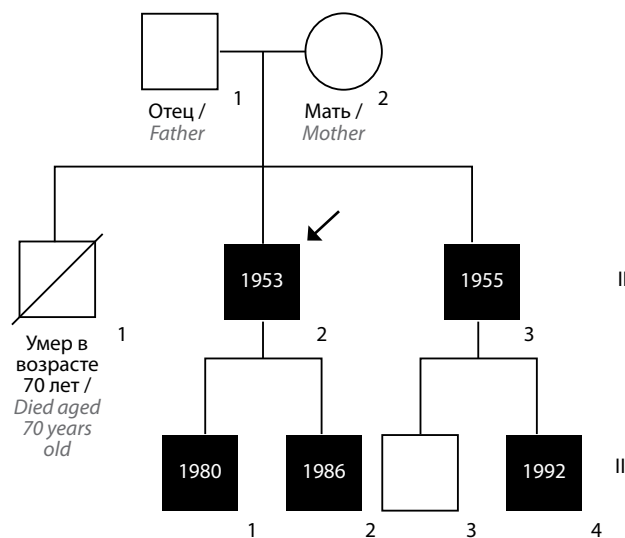 1
2
Отец /
Father
Мать /
Mother
1953
1955
II
1
2
3
Умер в
возрасте
70 лет /
Died aged
70 years
old
1980
1986
1992
II
1
2
3
4